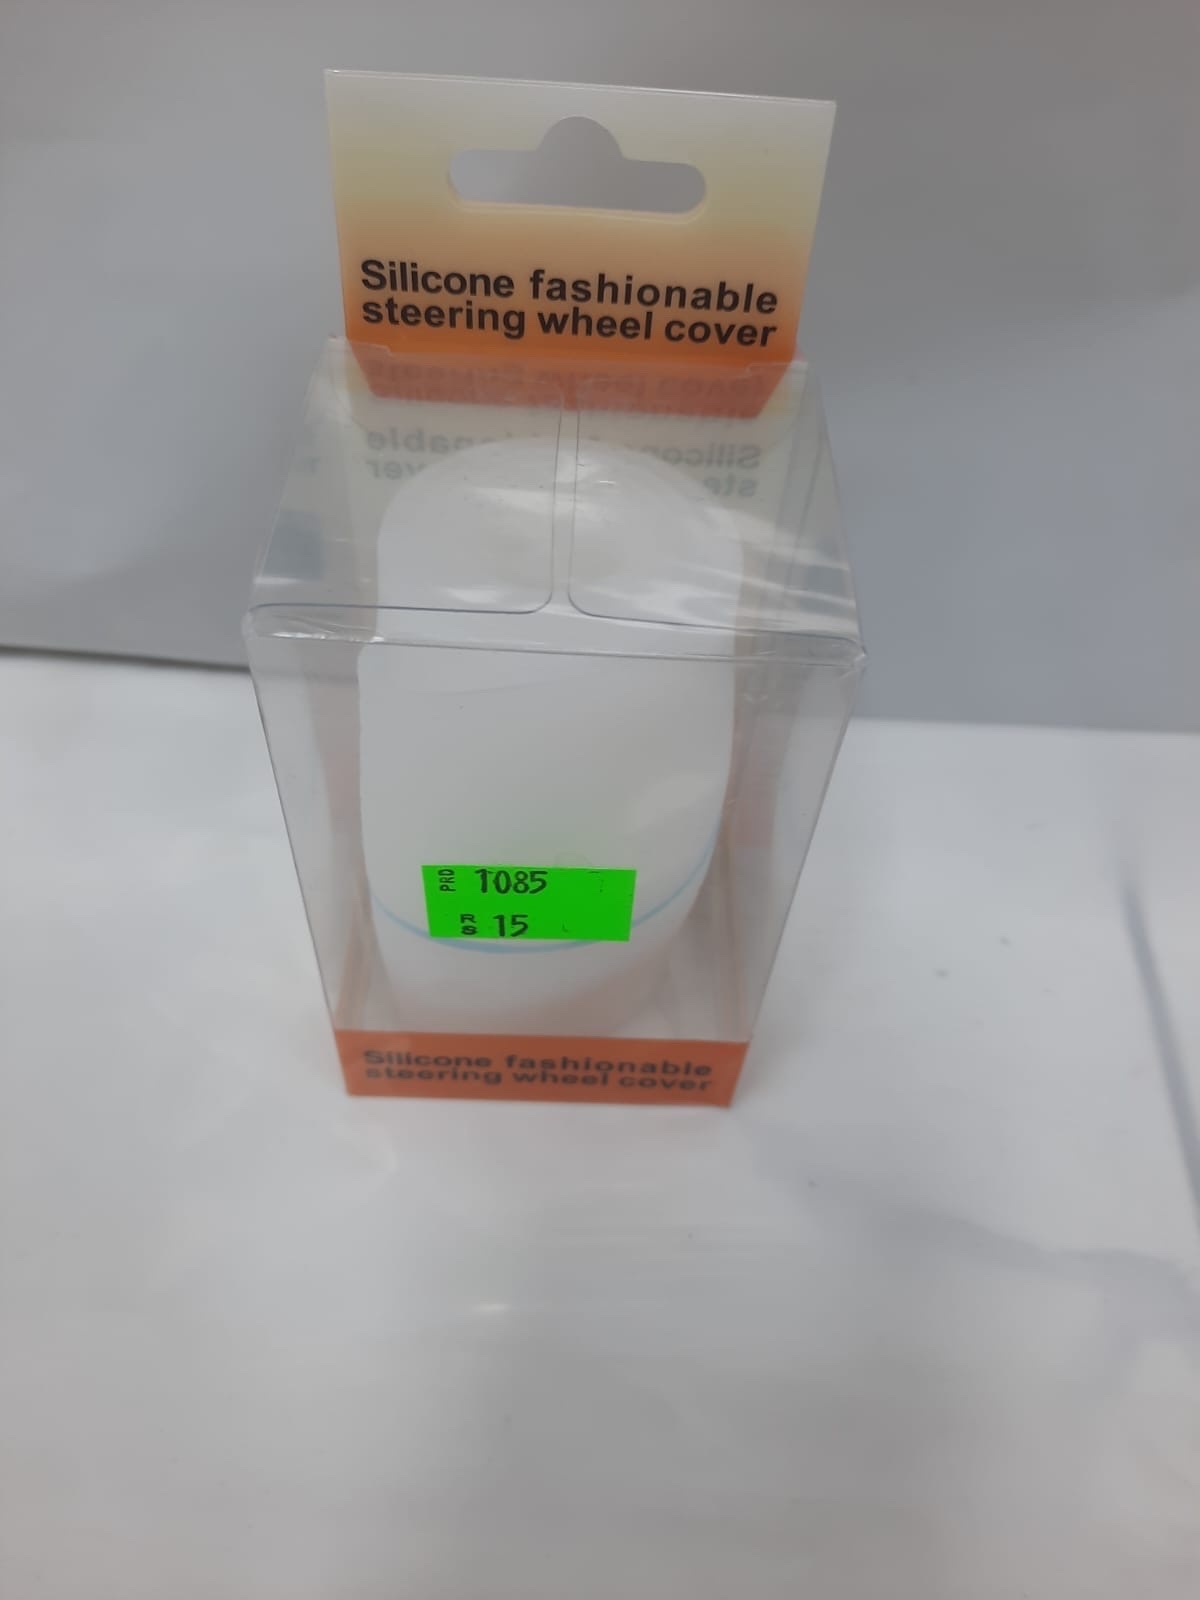 Silicone fashionable
steering wheel cover
PRD 1085
RS 15
Silicone fashionable
steering wheel cover